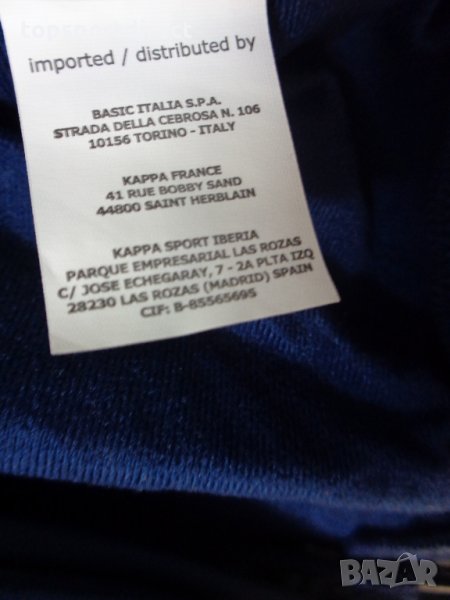 imported / distributed by
BASIC ITALIA S.P.A.
STRADA DELLA CEBROSA N. 106
10156 TORINO - ITALY
KAPPA FRANCE
41 RUE BOBBY SAND
44800 SAINT HERBLAIN
KAPPA SPORT IBERIA
PARQUE EMPRESARIAL LAS ROZAS
C/ JOSE ECHEGARAY, 7 - 2A PLTA IZQ
28230 LAS ROZAS (MADRID) SPAIN
CIF: B-85565695
BAZAR